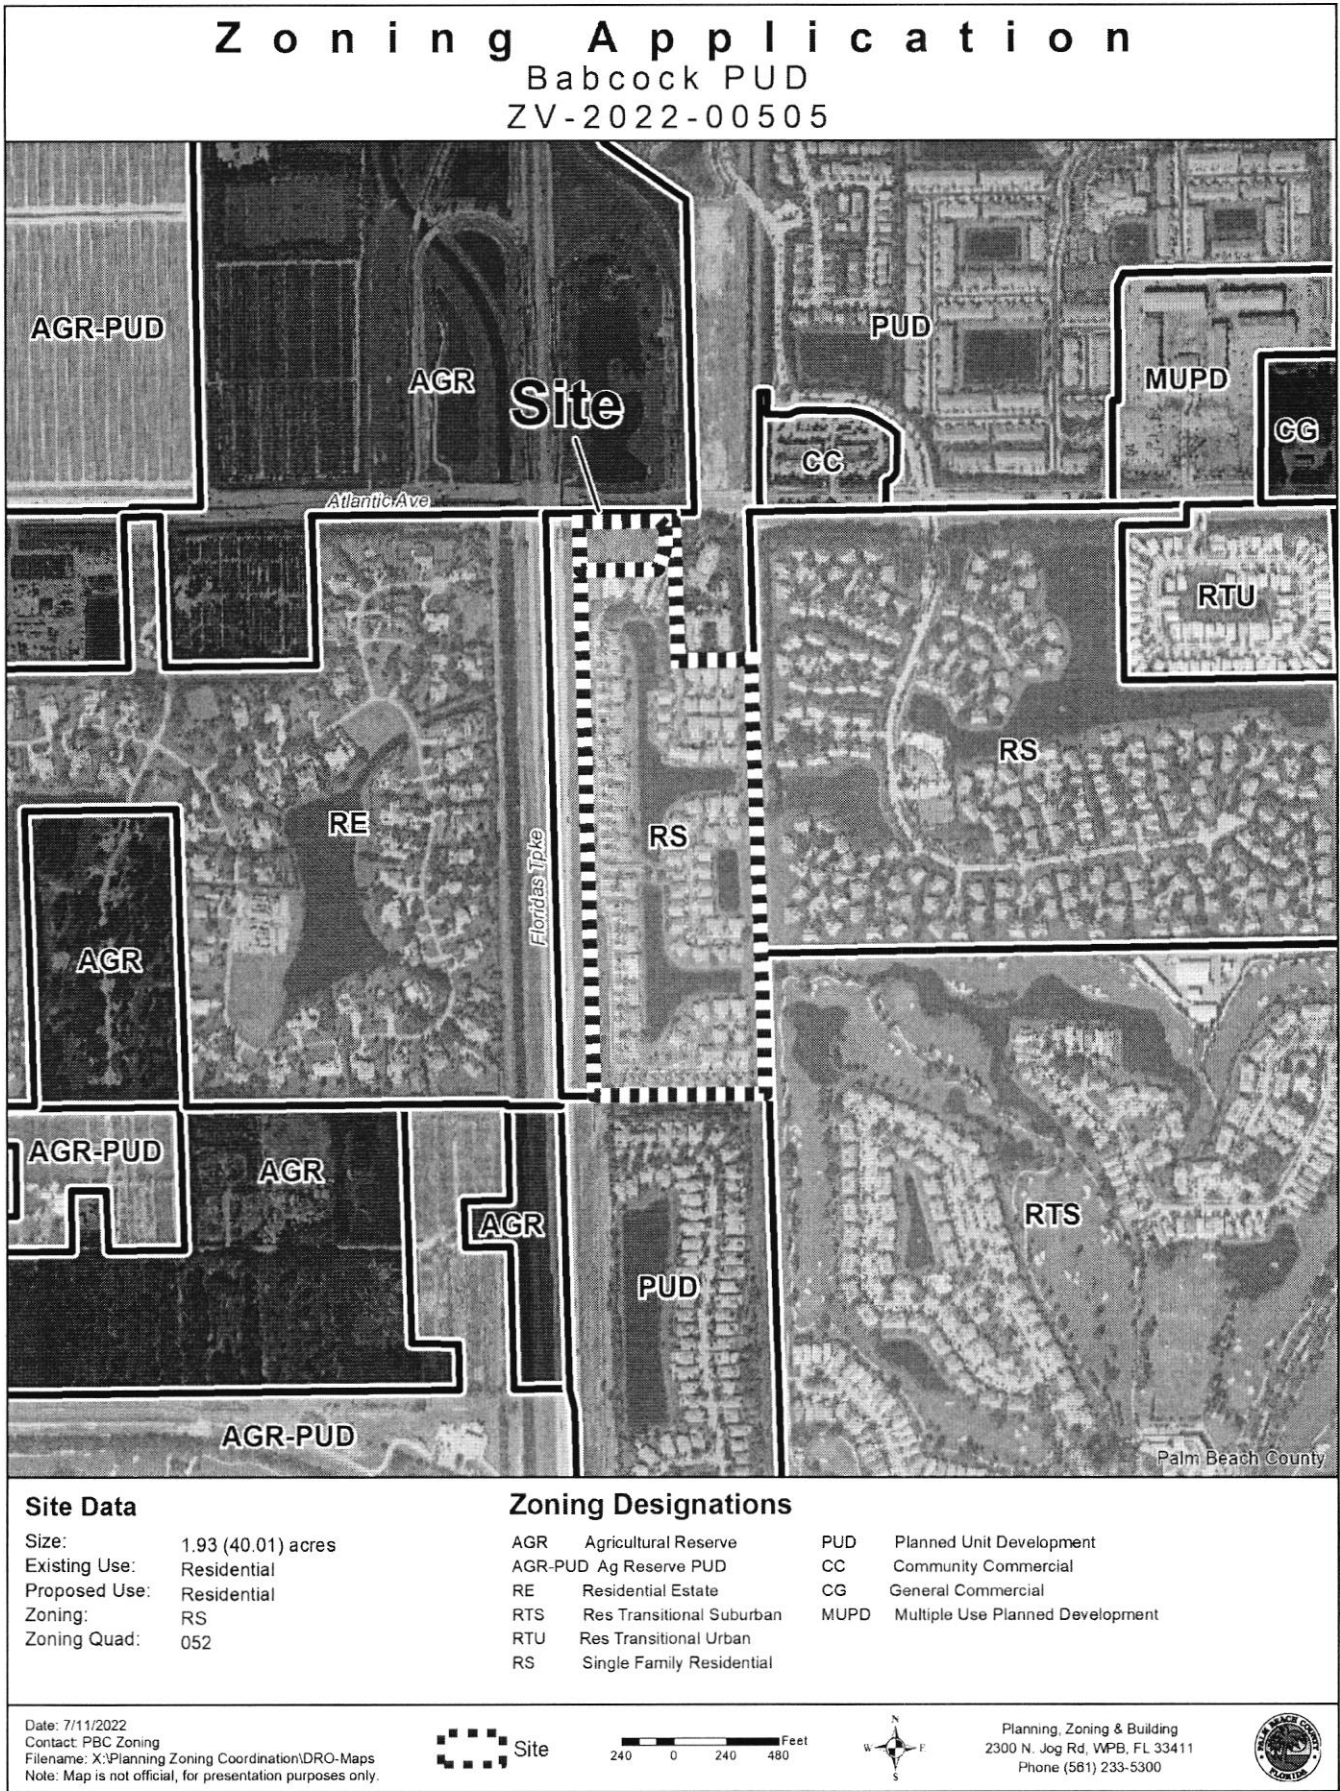 Zoning Application
Babcock PUD
ZV-2022-00505
AGR-PUD
AGR
PUD
MUPD
CG
Site
CC
Atlantic Ave
RTU
RS
RE
RS
Floridas Tpke
AGR
AGR-PUD
AGR
AGR
RTS
PUD
AGR-PUD
Palm Beach County
Site Data
Size: 1.93 (40.01) acres
Existing Use: Residential
Proposed Use: Residential
Zoning: RS
Zoning Quad: 052
Zoning Designations
AGR Agricultural Reserve
AGR-PUD Ag Reserve PUD
RE Residential Estate
RTS Res Transitional Suburban
RTU Res Transitional Urban
RS Single Family Residential
PUD Planned Unit Development
CC Community Commercial
CG General Commercial
MUPD Multiple Use Planned Development
Date: 7/11/2022
Contact: PBC Zoning
Filename: X:\Planning Zoning Coordination\DRO-Maps
Note: Map is not official, for presentation purposes only.
Site
Feet
240 0 240 480
N
W E
S
Planning, Zoning & Building
2300 N. Jog Rd, WPB, FL 33411
Phone (561) 233-5300
PALM BEACH COUNTY
FLORIDA